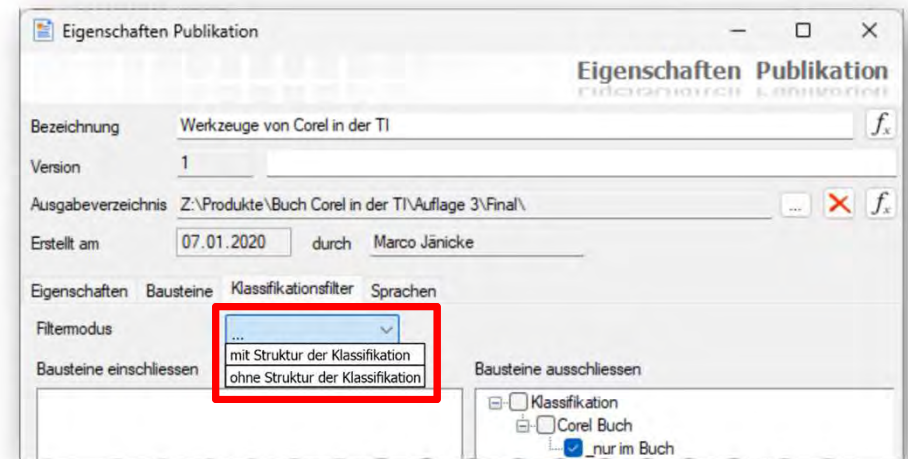 Eigenschaften Publikation
Eigenschaften Publikation
Bezeichnung Werkzeuge von Corel in der TI fx
Version 1
Ausgabeverzeichnis Z:\Produkte\Buch Corel in der TI\Auflage 3\Final\ ... fx
Erstellt am 07.01.2020 durch Marco Jänicke
Eigenschaften Bausteine Klassifikationsfilter Sprachen
Filtermodus ...
mit Struktur der Klassifikation
ohne Struktur der Klassifikation
Bausteine einschliessen Bausteine ausschliessen
Klassifikation
Corel Buch
_nur im Buch